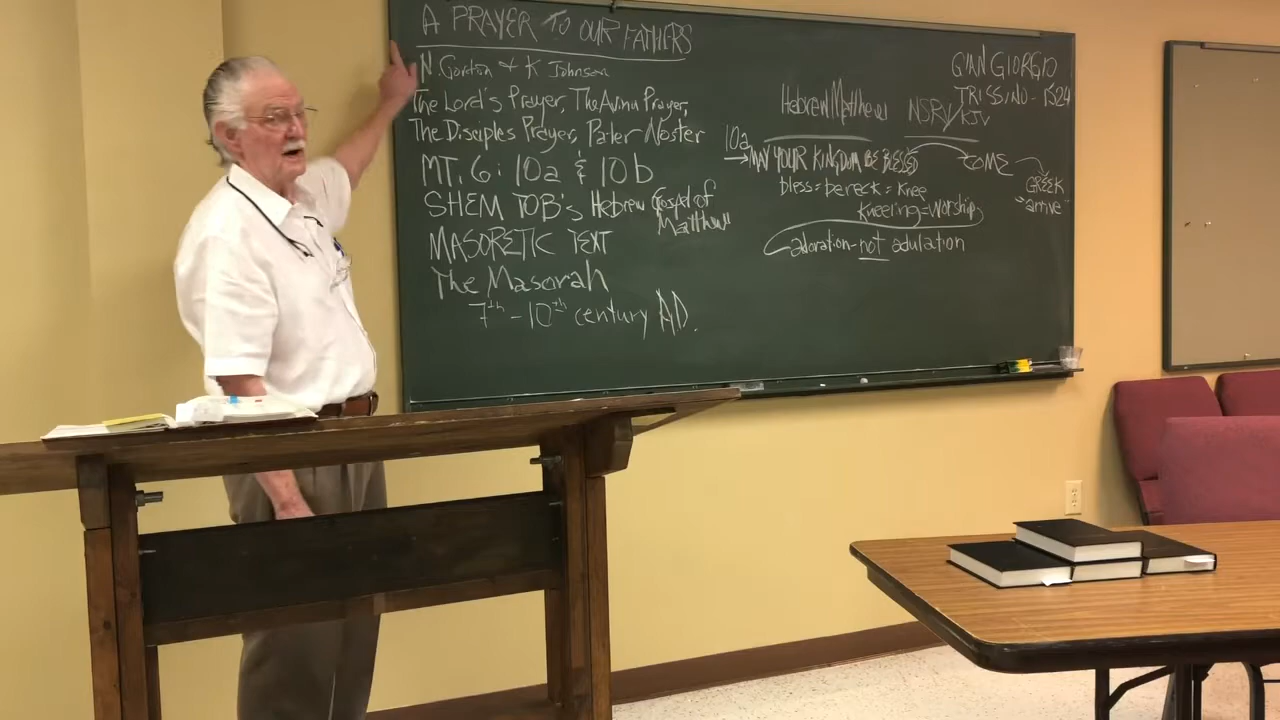 A PRAYER TO OUR FATHERS
N. Gordon & K Johnson
The Lord's Prayer, The Avinu Prayer,
The Disciples Prayer, Pater Noster
MT. 6: 10a & 10b
SHEM TOB's Hebrew Gospel of
Matthew
MASORETIC TEXT
The Masorah
7th - 10th century AD.
Hebrew Matthew
NSRV/KJV
GIAN GIORGIO
TRISSINO - 1524
10a
→ MAY YOUR KINGDOM BE BLESSED
COME
GREEK
"arrive"
bless = bereck = knee
kneering = worship
adoration - not adulation